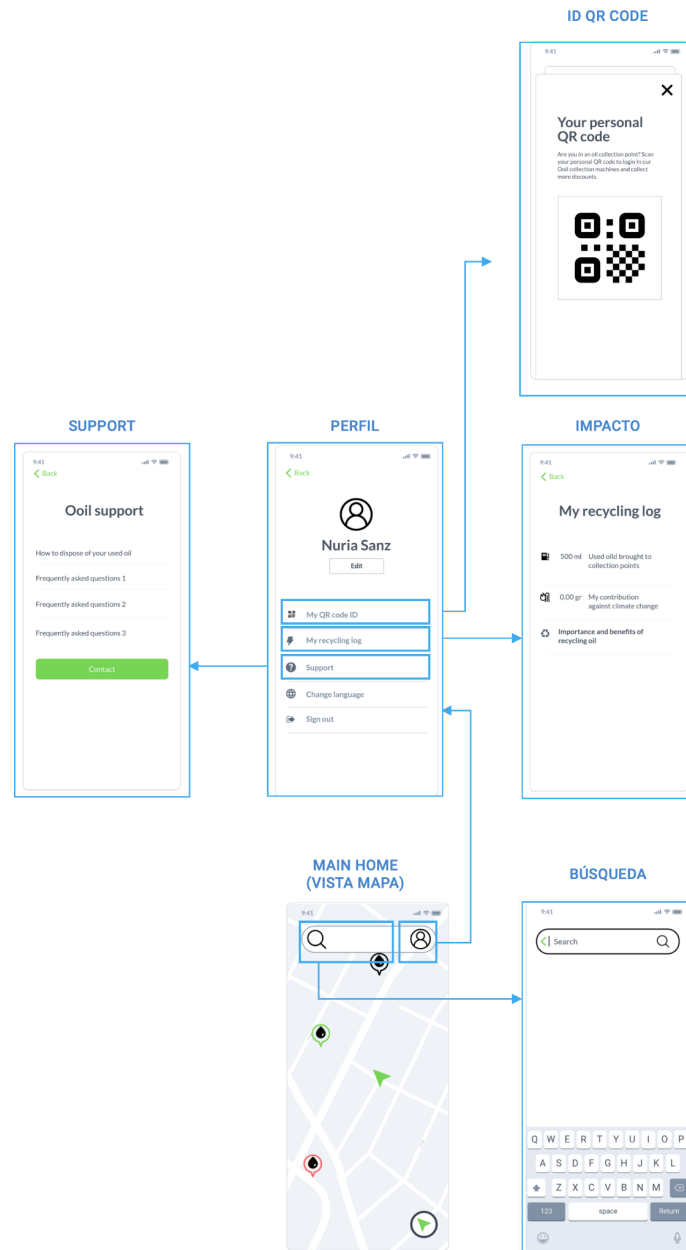 ID QR CODE
9:41
Your personal
QR code
Are you in an oil collection point? Scan
your personal QR code to login In our
Ooil collection machines and collect
more discounts.
SUPPORT
9:41
Back
Ooil support
How to dispose of your used oil
Frequently asked questions 1
Frequently asked questions 2
Frequently asked questions 3
Contact
PERFIL
9:41
Back
Nuria Sanz
Edit
My QR code ID
My recycling log
Support
Change language
Sign out
IMPACTO
9:41
Back
My recycling log
500 ml Used oild brought to
collection points
0,00 gr My contribution
against climate change
Importance and benefits of
recycling oil
MAIN HOME
(VISTA MAPA)
9:41
BÚSQUEDA
9:41
Search
Q W E R T Y U I O P
A S D F G H J K L
Z X C V B N M
123 space Return